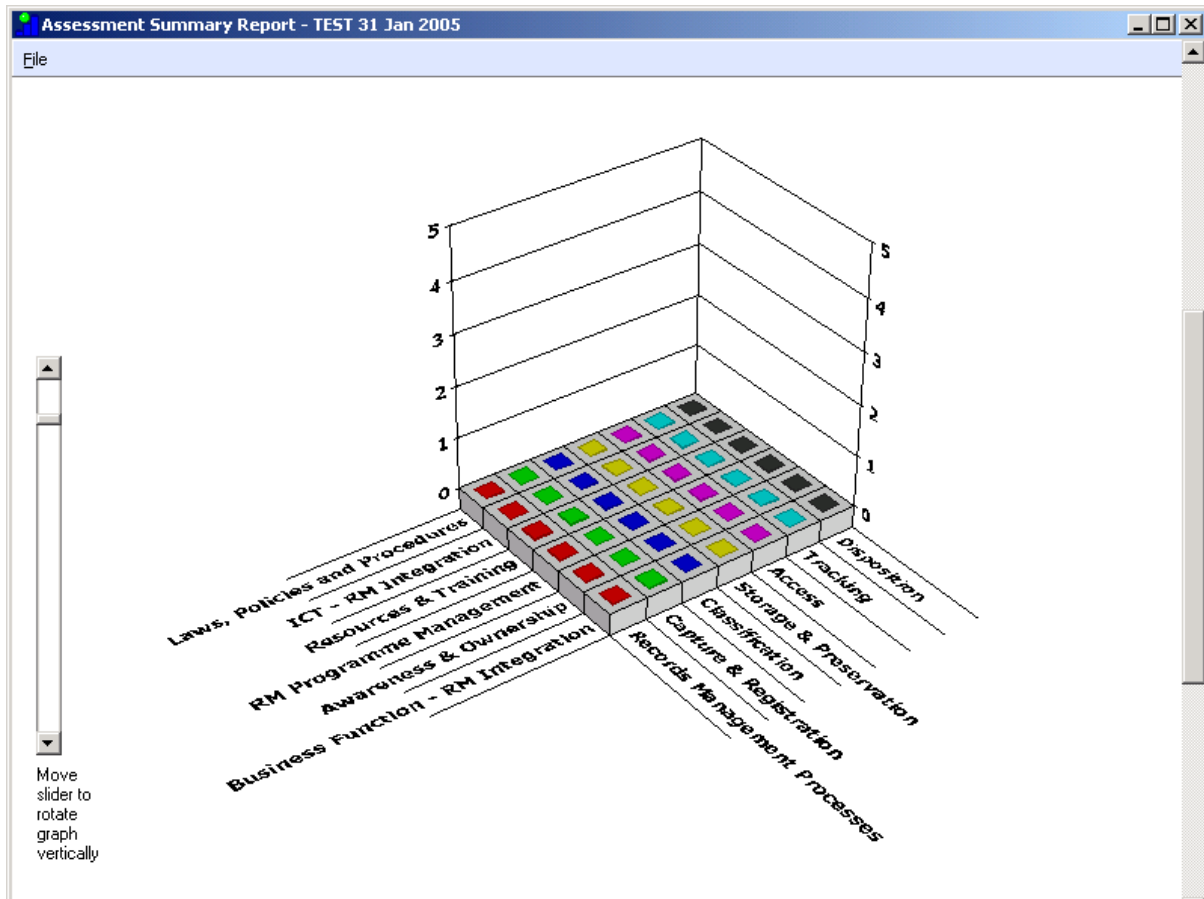 Assessment Summary Report - TEST 31 Jan 2005
File
5
4
3
2
1
0
5
4
3
2
1
0
Laws, Policies and Procedures
ICT - RM Integration
Resources & Training
RM Programme Management
Awareness & Ownership
Business Function - RM Integration
Disposition
Tracking
Access
Storage & Preservation
Classification
Capture & Registration
Records Management Processes
Move
slider to
rotate
graph
vertically